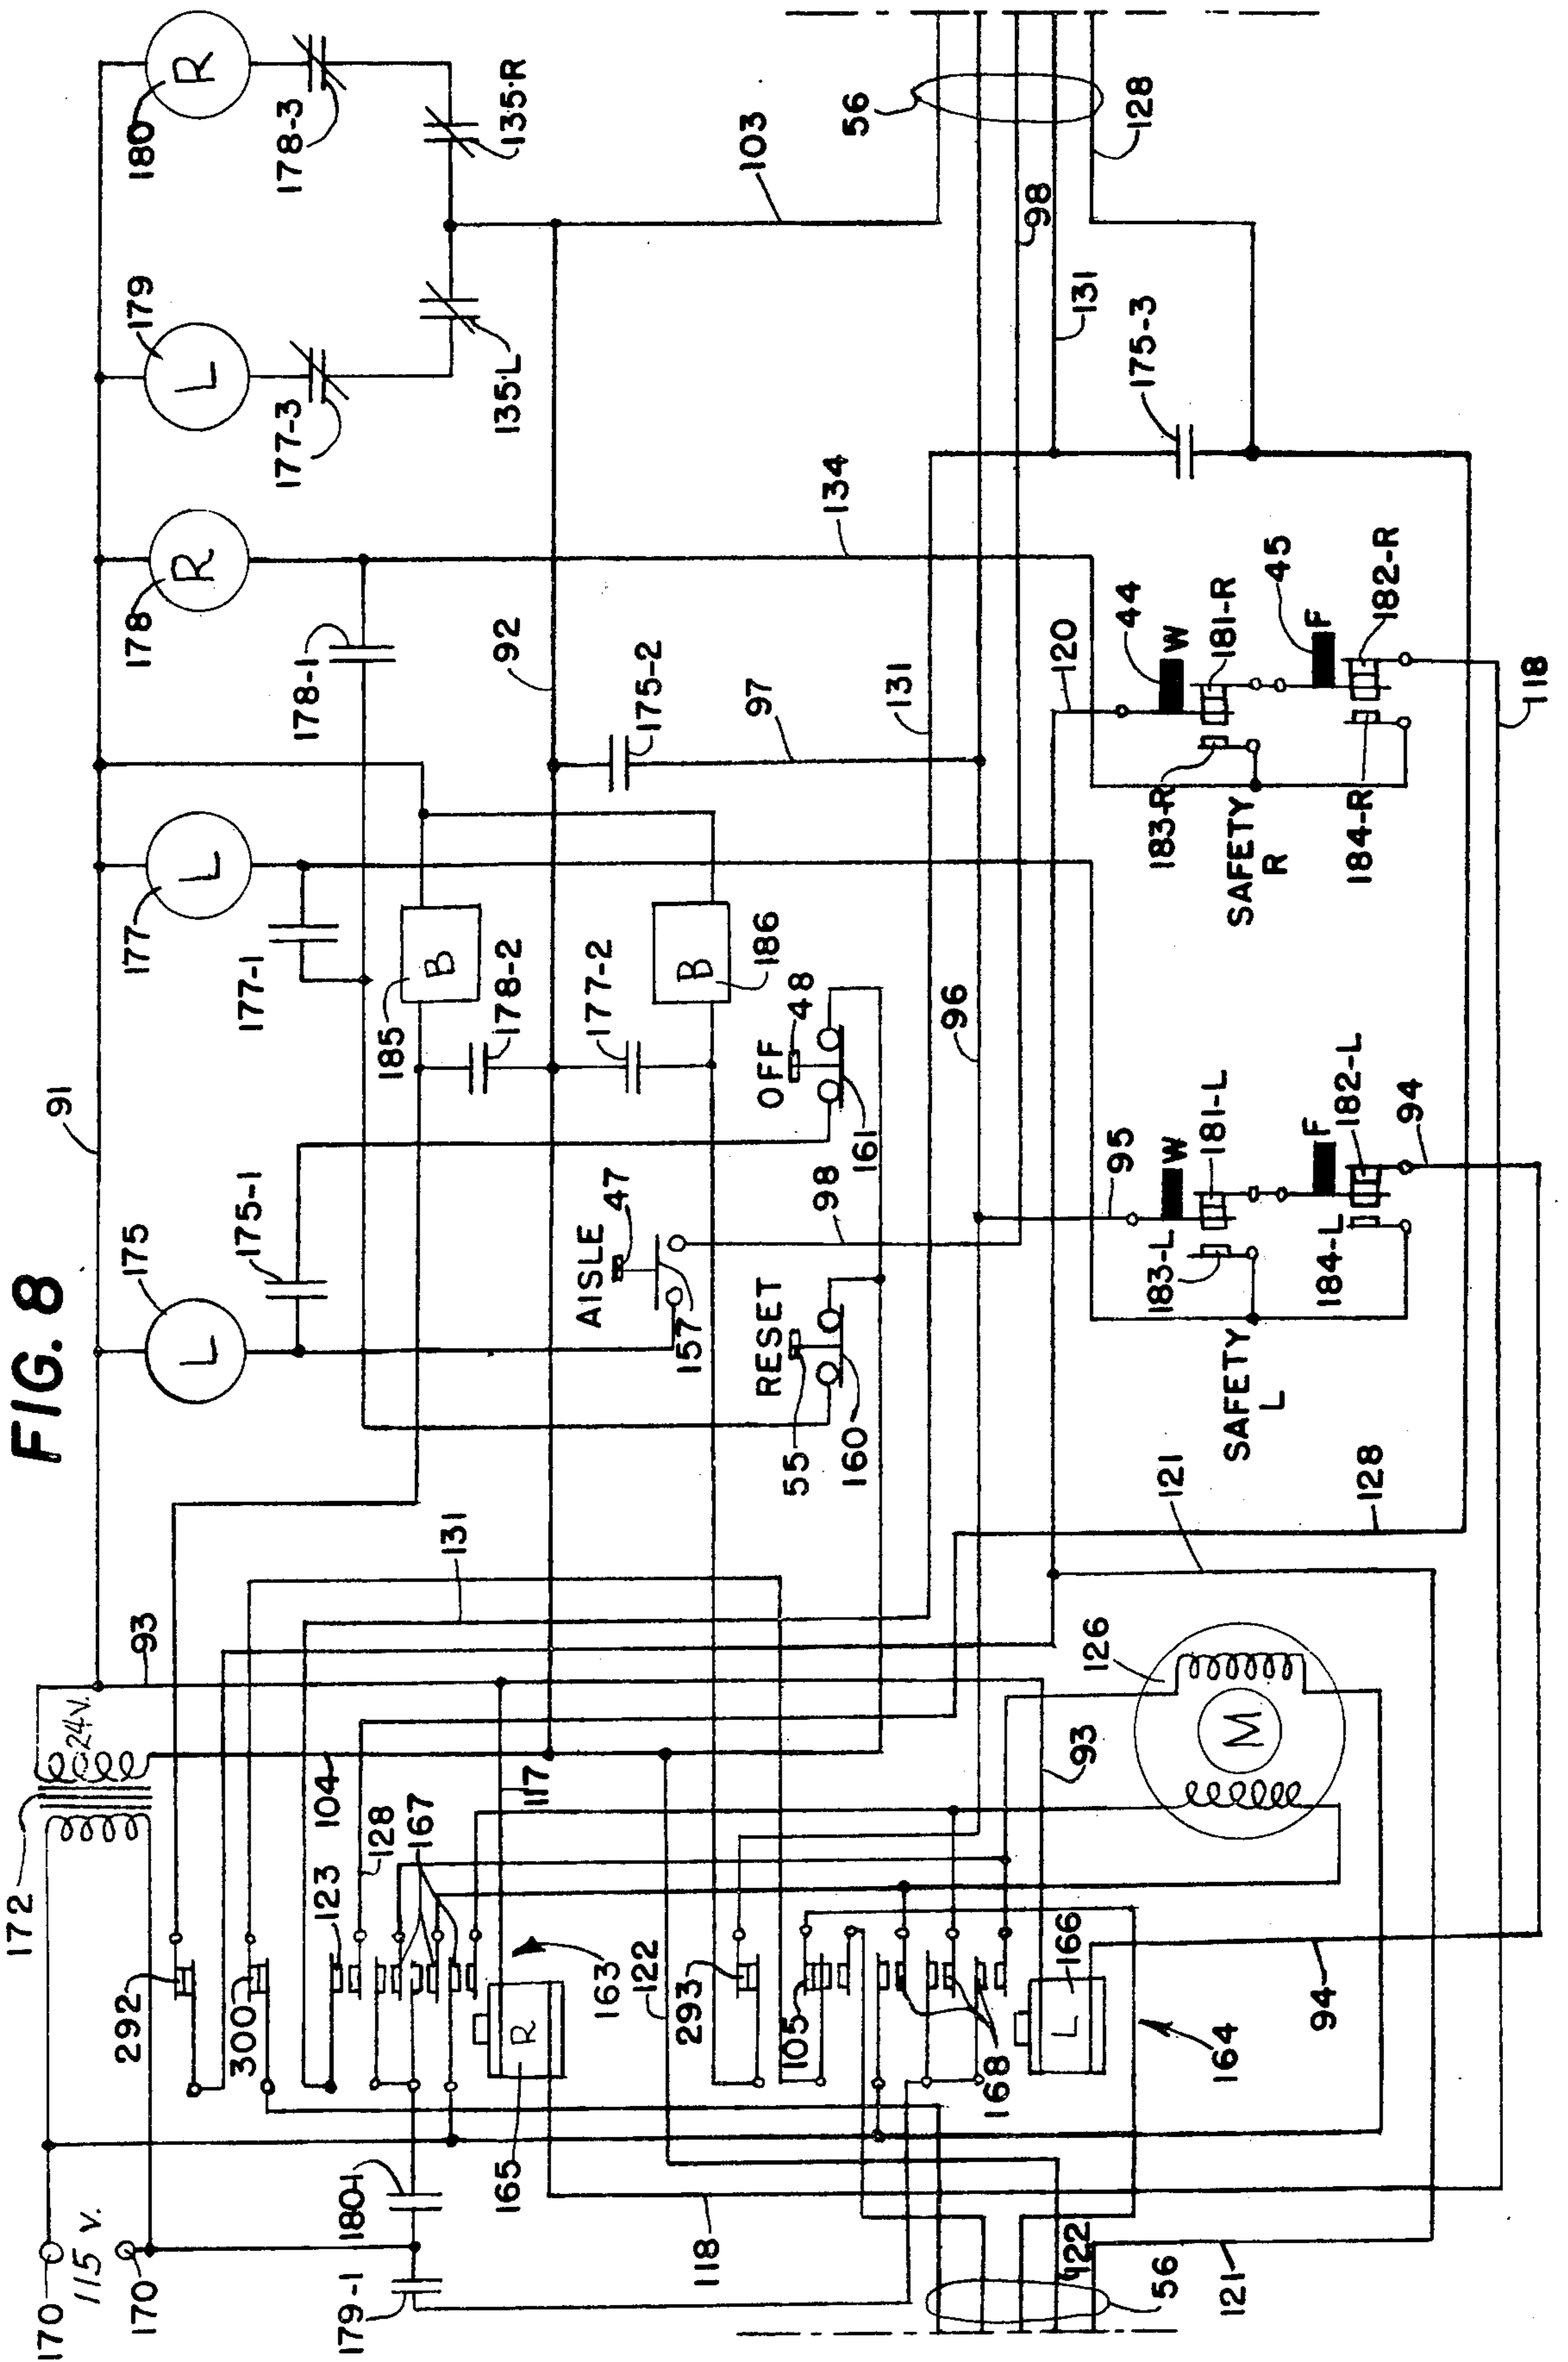 FIG. 8
170
115 V.
170
172
24V.
93
91
175
L
177
L
178
R
179
L
180
R
175-1
177-1
178-1
177-3
178-3
135-L
135-R
292
300
123
104
128
131
185
B
178-2
92
179-1
180-1
167
117
163
165
R
AISLE
47
177-2
B
186
175-2
97
134
103
56
98
131
128
293
122
105
157
RESET
55
160
98
OFF
48
161
96
131
118
168
166
L
164
93
94
126
M
121
95
W
183-L
181-L
SAFETY
L
F
184-L
182-L
94
120
44
W
183-R
181-R
SAFETY
R
45
F
184-R
182-R
175-3
128
118
122
56
121